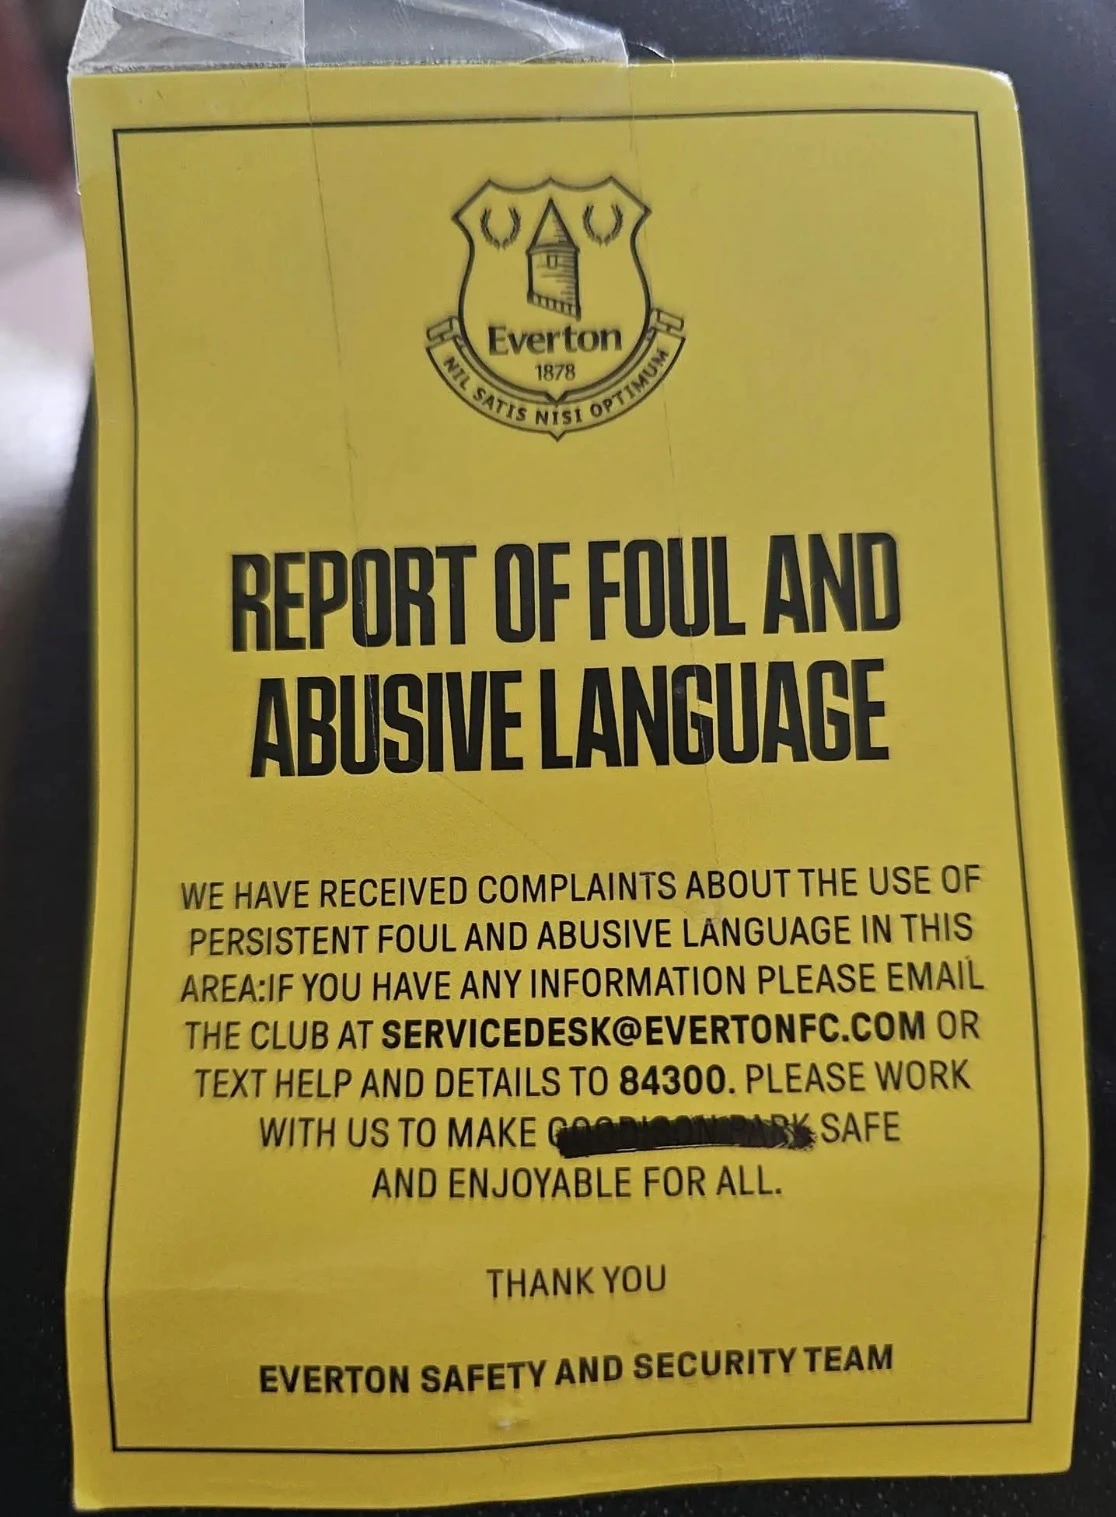 Everton
1878
NIL SATIS NISI OPTIMUM
REPORT OF FOUL AND
ABUSIVE LANGUAGE
WE HAVE RECEIVED COMPLAINTS ABOUT THE USE OF
PERSISTENT FOUL AND ABUSIVE LANGUAGE IN THIS
AREA:IF YOU HAVE ANY INFORMATION PLEASE EMAIL
THE CLUB AT SERVICEDESK@EVERTONFC.COM OR
TEXT HELP AND DETAILS TO 84300. PLEASE WORK
WITH US TO MAKE GOODISON PARK SAFE
AND ENJOYABLE FOR ALL.
THANK YOU
EVERTON SAFETY AND SECURITY TEAM